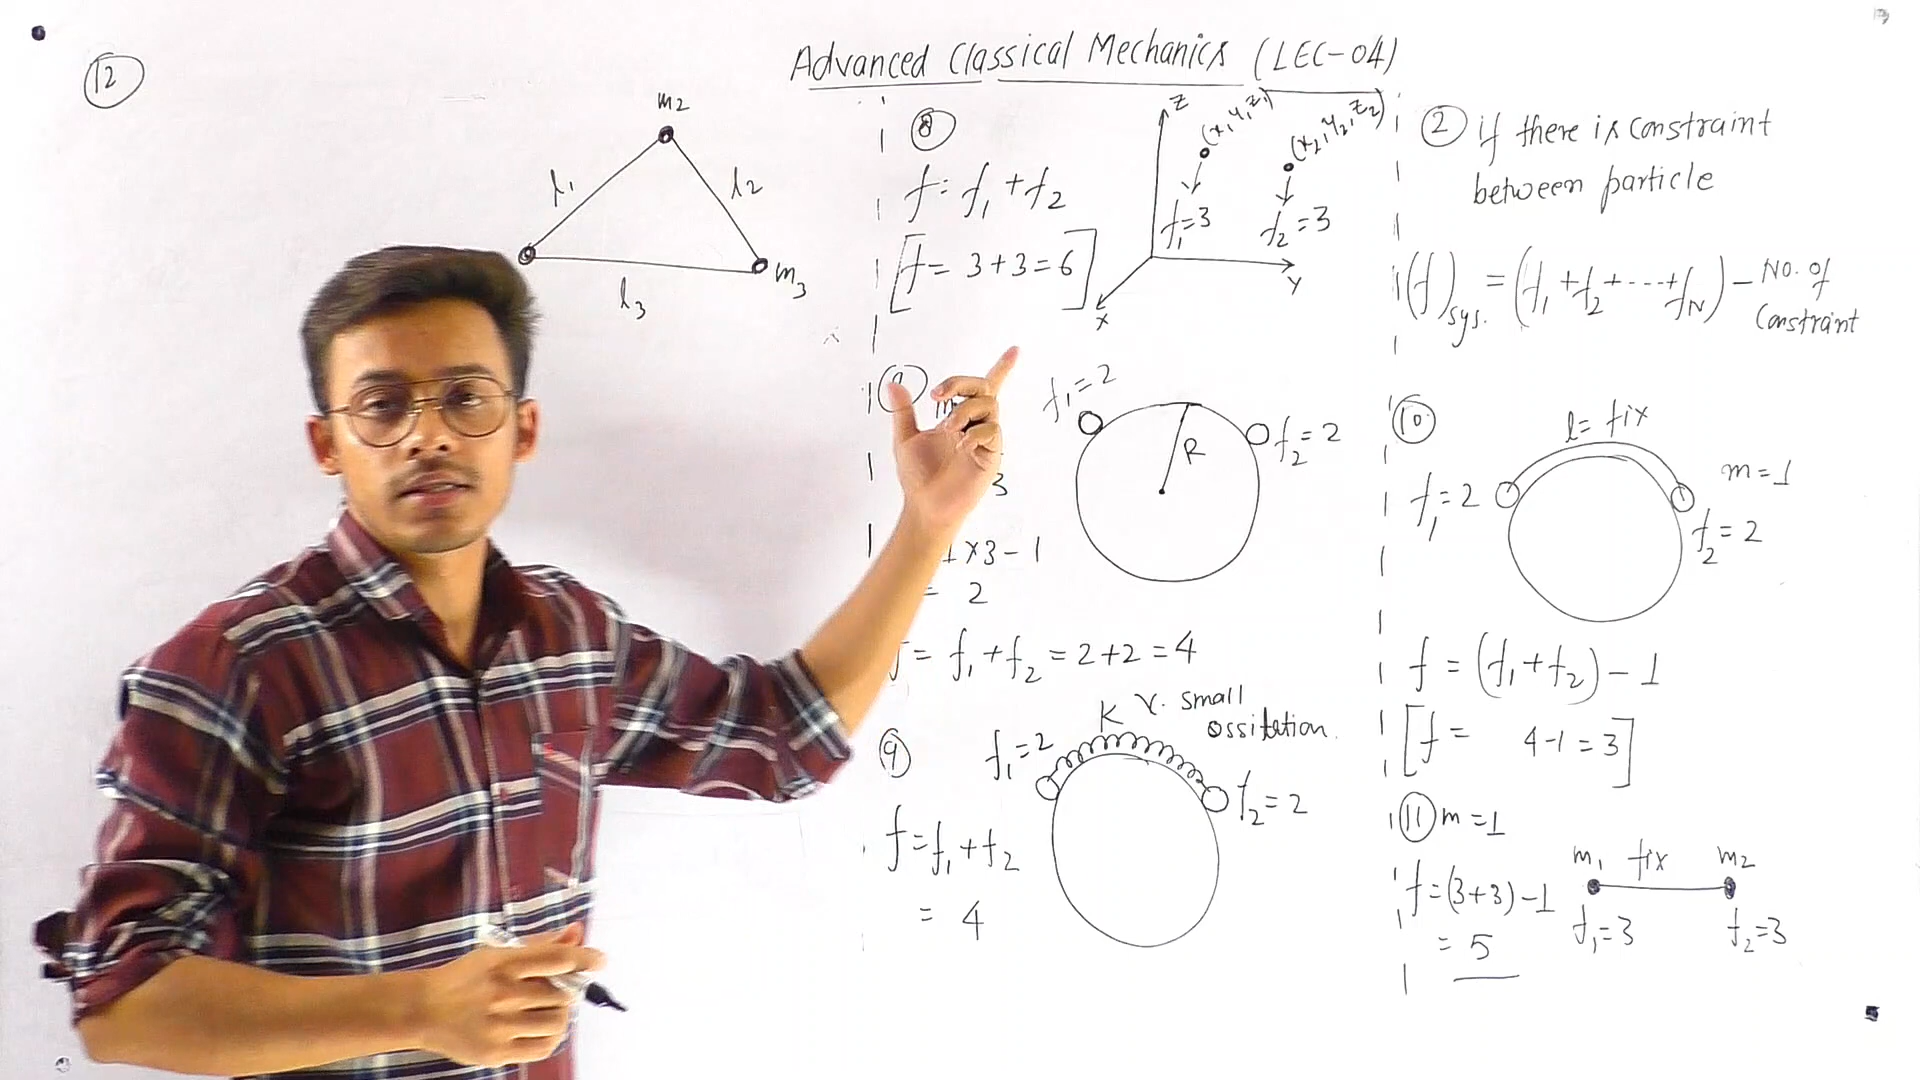 Advanced Classical Mechanics (LEC-04)
12
m2
l1
l2
l3
m3
8
f = f1 + f2
[f = 3+3=6]
Z
(x1 y1 z1)
(x2, y2, z2)
f1=3
f2=3
Y
X
m
3
1x3-1
= 2
= f1 + f2 = 2+2 = 4
f1=2
R
f2=2
9
K
small
ossiltation.
f1=2
f2=2
f=f1+f2
= 4
2 if there is constraint
between particle
(f)sys. = (f1 + f2 + ---- + fN) - No. of
Constraint
10
l= fix
f1=2
m=1
f2=2
f = (f1+f2) - 1
[f = 4-1 = 3]
11 m=1
f=(3+3)-1
= 5
m1 fix m2
f1=3
f2=3